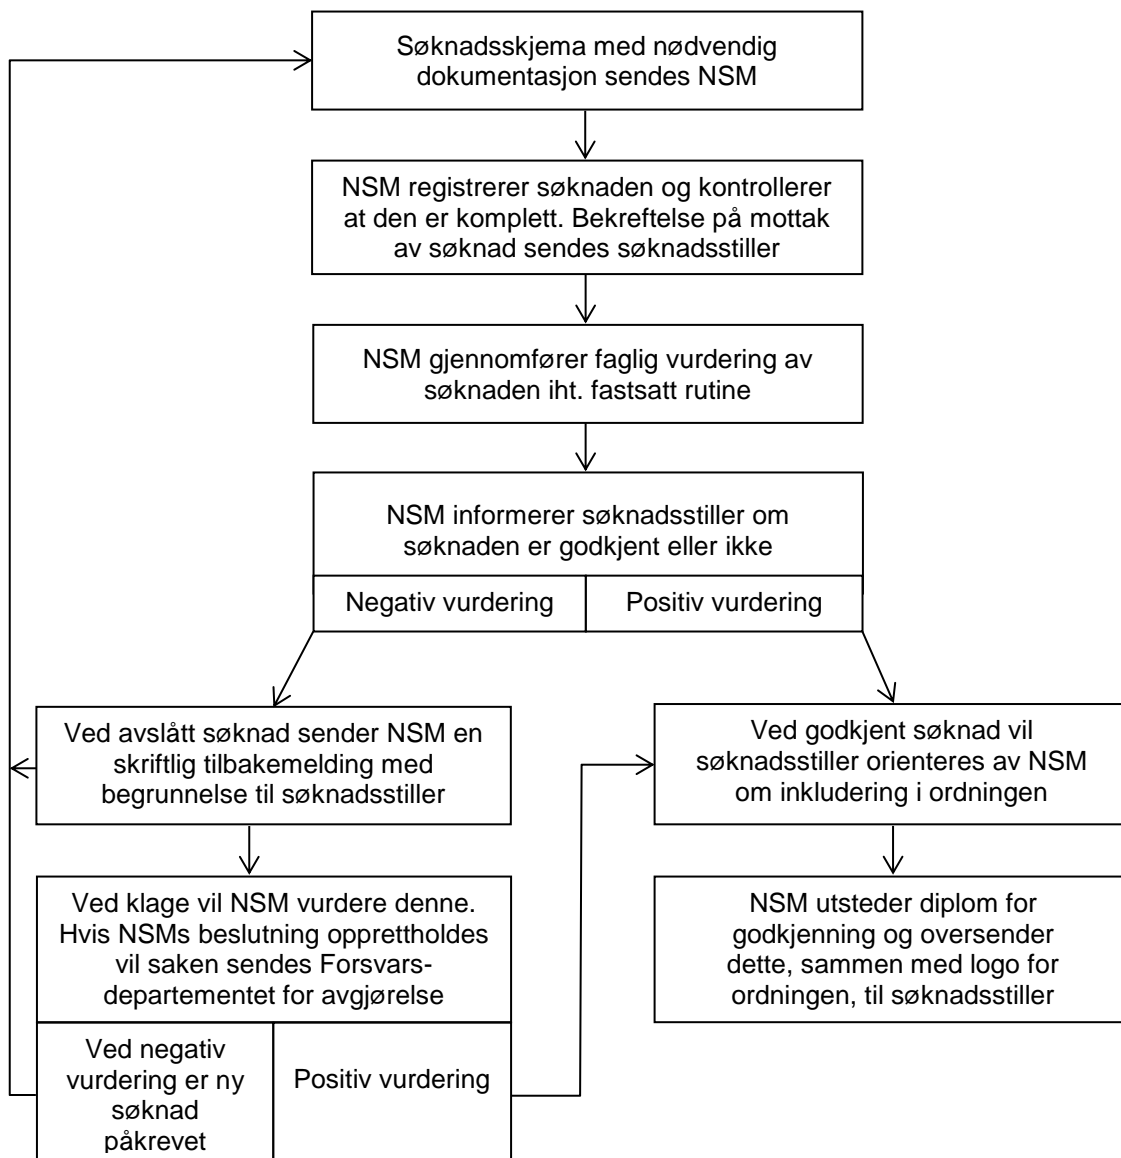 Søknadsskjema med nødvendig
dokumentasjon sendes NSM
NSM registrerer søknaden og kontrollerer
at den er komplett. Bekreftelse på mottak
av søknad sendes søknadsstiller
NSM gjennomfører faglig vurdering av
søknaden iht. fastsatt rutine
NSM informerer søknadsstiller om
søknaden er godkjent eller ikke
Negativ vurdering
Positiv vurdering
Ved avslått søknad sender NSM en
skriftlig tilbakemelding med
begrunnelse til søknadsstiller
Ved godkjent søknad vil
søknadsstiller orienteres av NSM
om inkludering i ordningen
Ved klage vil NSM vurdere denne.
Hvis NSMs beslutning opprettholdes
vil saken sendes Forsvars-
departementet for avgjørelse
NSM utsteder diplom for
godkjenning og oversender
dette, sammen med logo for
ordningen, til søknadsstiller
Ved negativ
vurdering er ny
søknad
påkrevet
Positiv vurdering